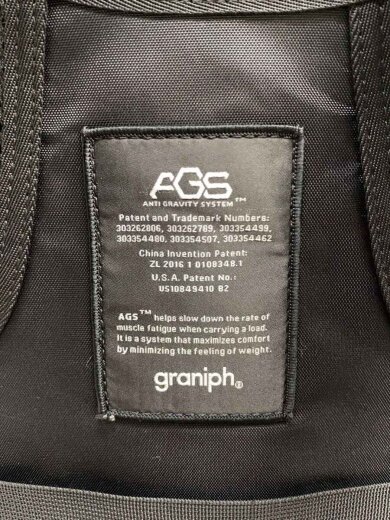 AGS
ANTI GRAVITY SYSTEM™
Patent and Trademark Numbers:
303262806, 303262789, 303354499,
303354480, 303354507, 303354462
China Invention Patent:
ZL 2016 1 0108348.1
U.S.A. Patent No.:
US10849410 B2
AGS™ helps slow down the rate of
muscle fatigue when carrying a load.
It is a system that maximizes comfort
by minimizing the feeling of weight.
graniph®